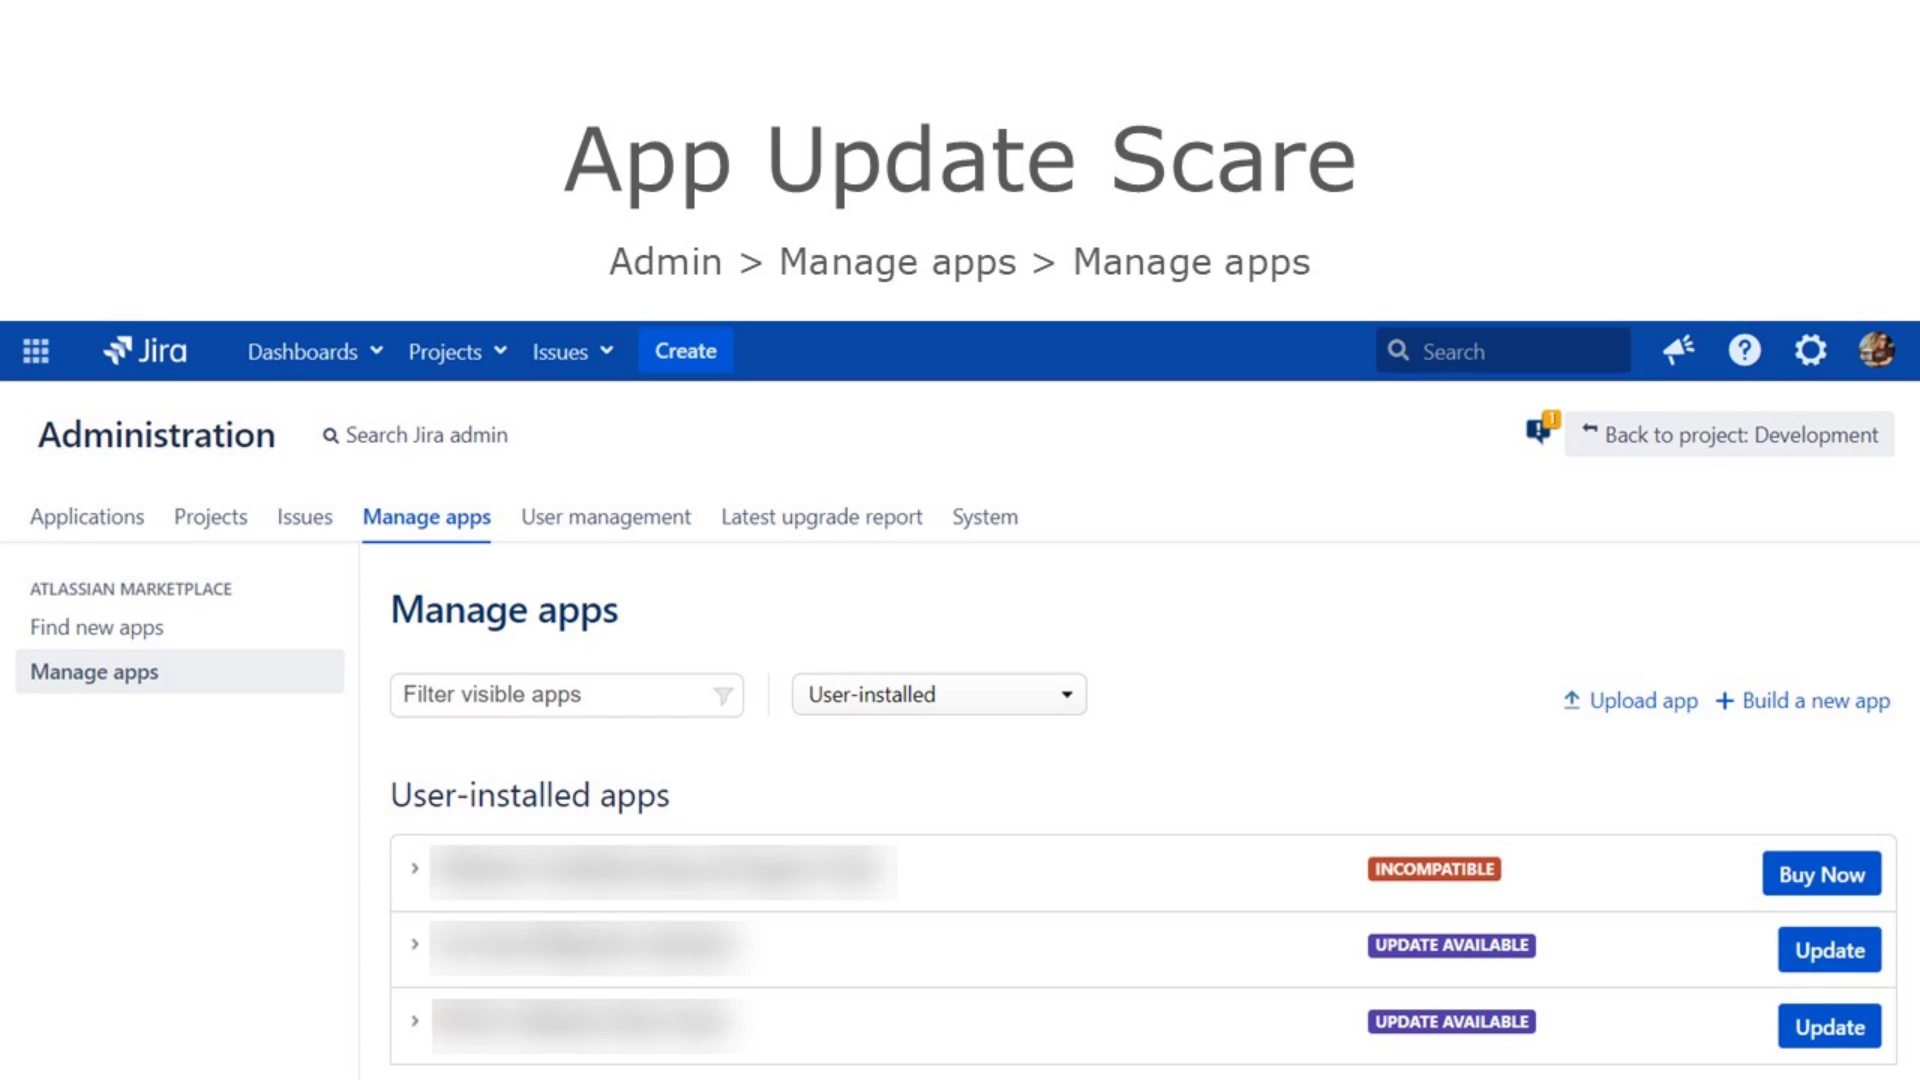 App Update Scare
Admin > Manage apps > Manage apps
Jira Dashboards Projects Issues Create Search
Administration Search Jira admin 1 Back to project: Development
Applications Projects Issues Manage apps User management Latest upgrade report System
ATLASSIAN MARKETPLACE
Find new apps
Manage apps
Manage apps
Filter visible apps User-installed Upload app + Build a new app
User-installed apps
INCOMPATIBLE Buy Now
UPDATE AVAILABLE Update
UPDATE AVAILABLE Update